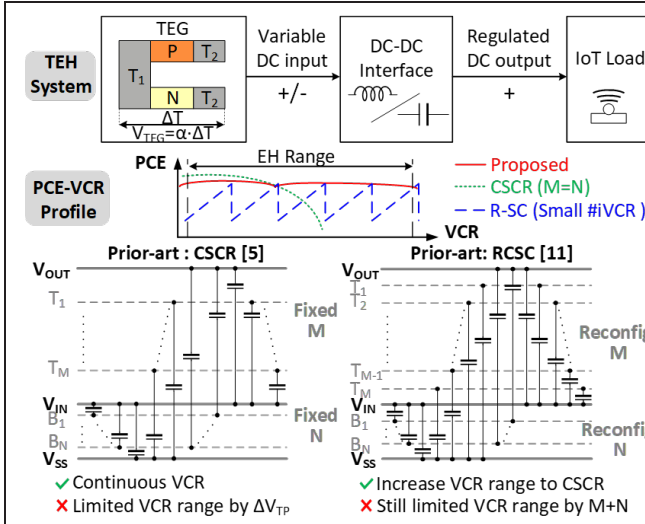 TEH
System
TEG
P
T2
T1
N
T2
ΔT
VTEG=α·ΔT
Variable
DC input
+/-
DC-DC
Interface
Regulated
DC output
+
IoT Load
PCE-VCR
Profile
PCE
EH Range
VCR
Proposed
CSCR (M=N)
R-SC (Small #iVCR )
Prior-art : CSCR [5]
VOUT
T1
TM
VIN
B1
BN
VSS
Fixed
M
Fixed
N
✓ Continuous VCR
✗ Limited VCR range by ΔVTP
Prior-art: RCSC [11]
VOUT
T1
T2
TM-1
TM
VIN
B1
BN
VSS
Reconfig
M
Reconfig
N
✓ Increase VCR range to CSCR
✗ Still limited VCR range by M+N